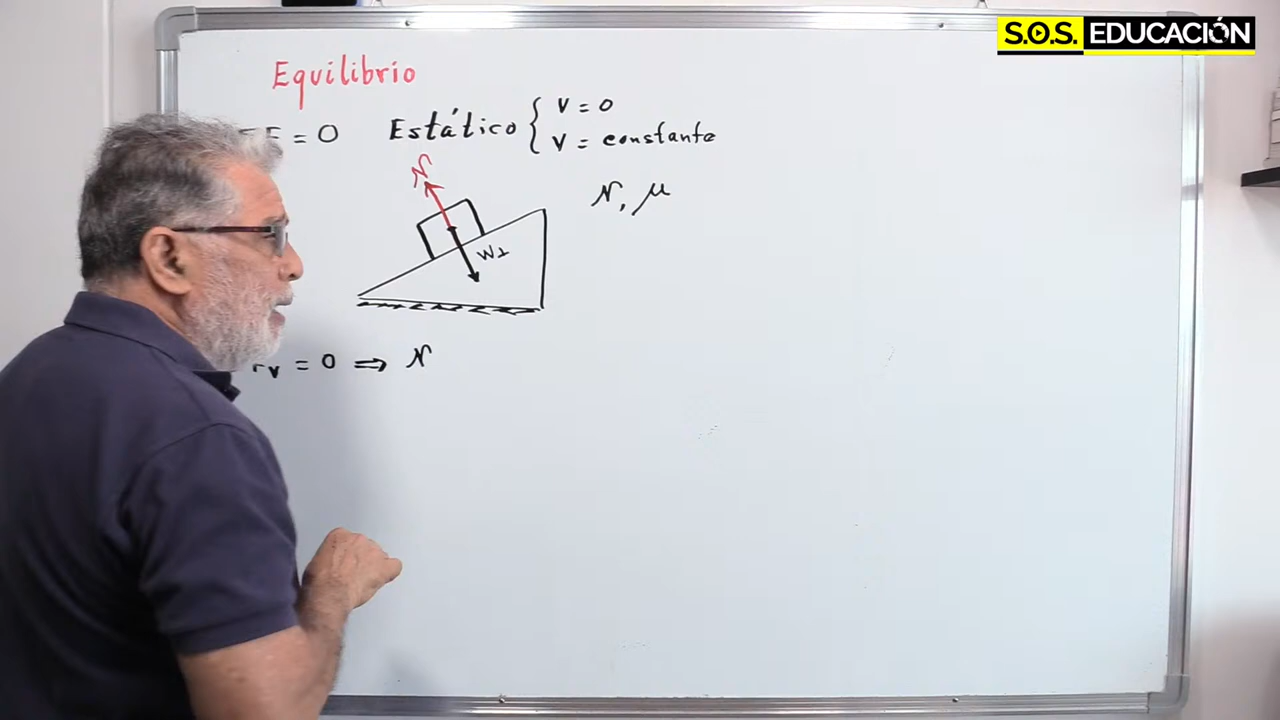 S.O.S. EDUCACIÓN
Equilibrio
F = 0 Estático { V = 0
V = constante
N
N, μ
W⊥
V = 0 ⇒ N